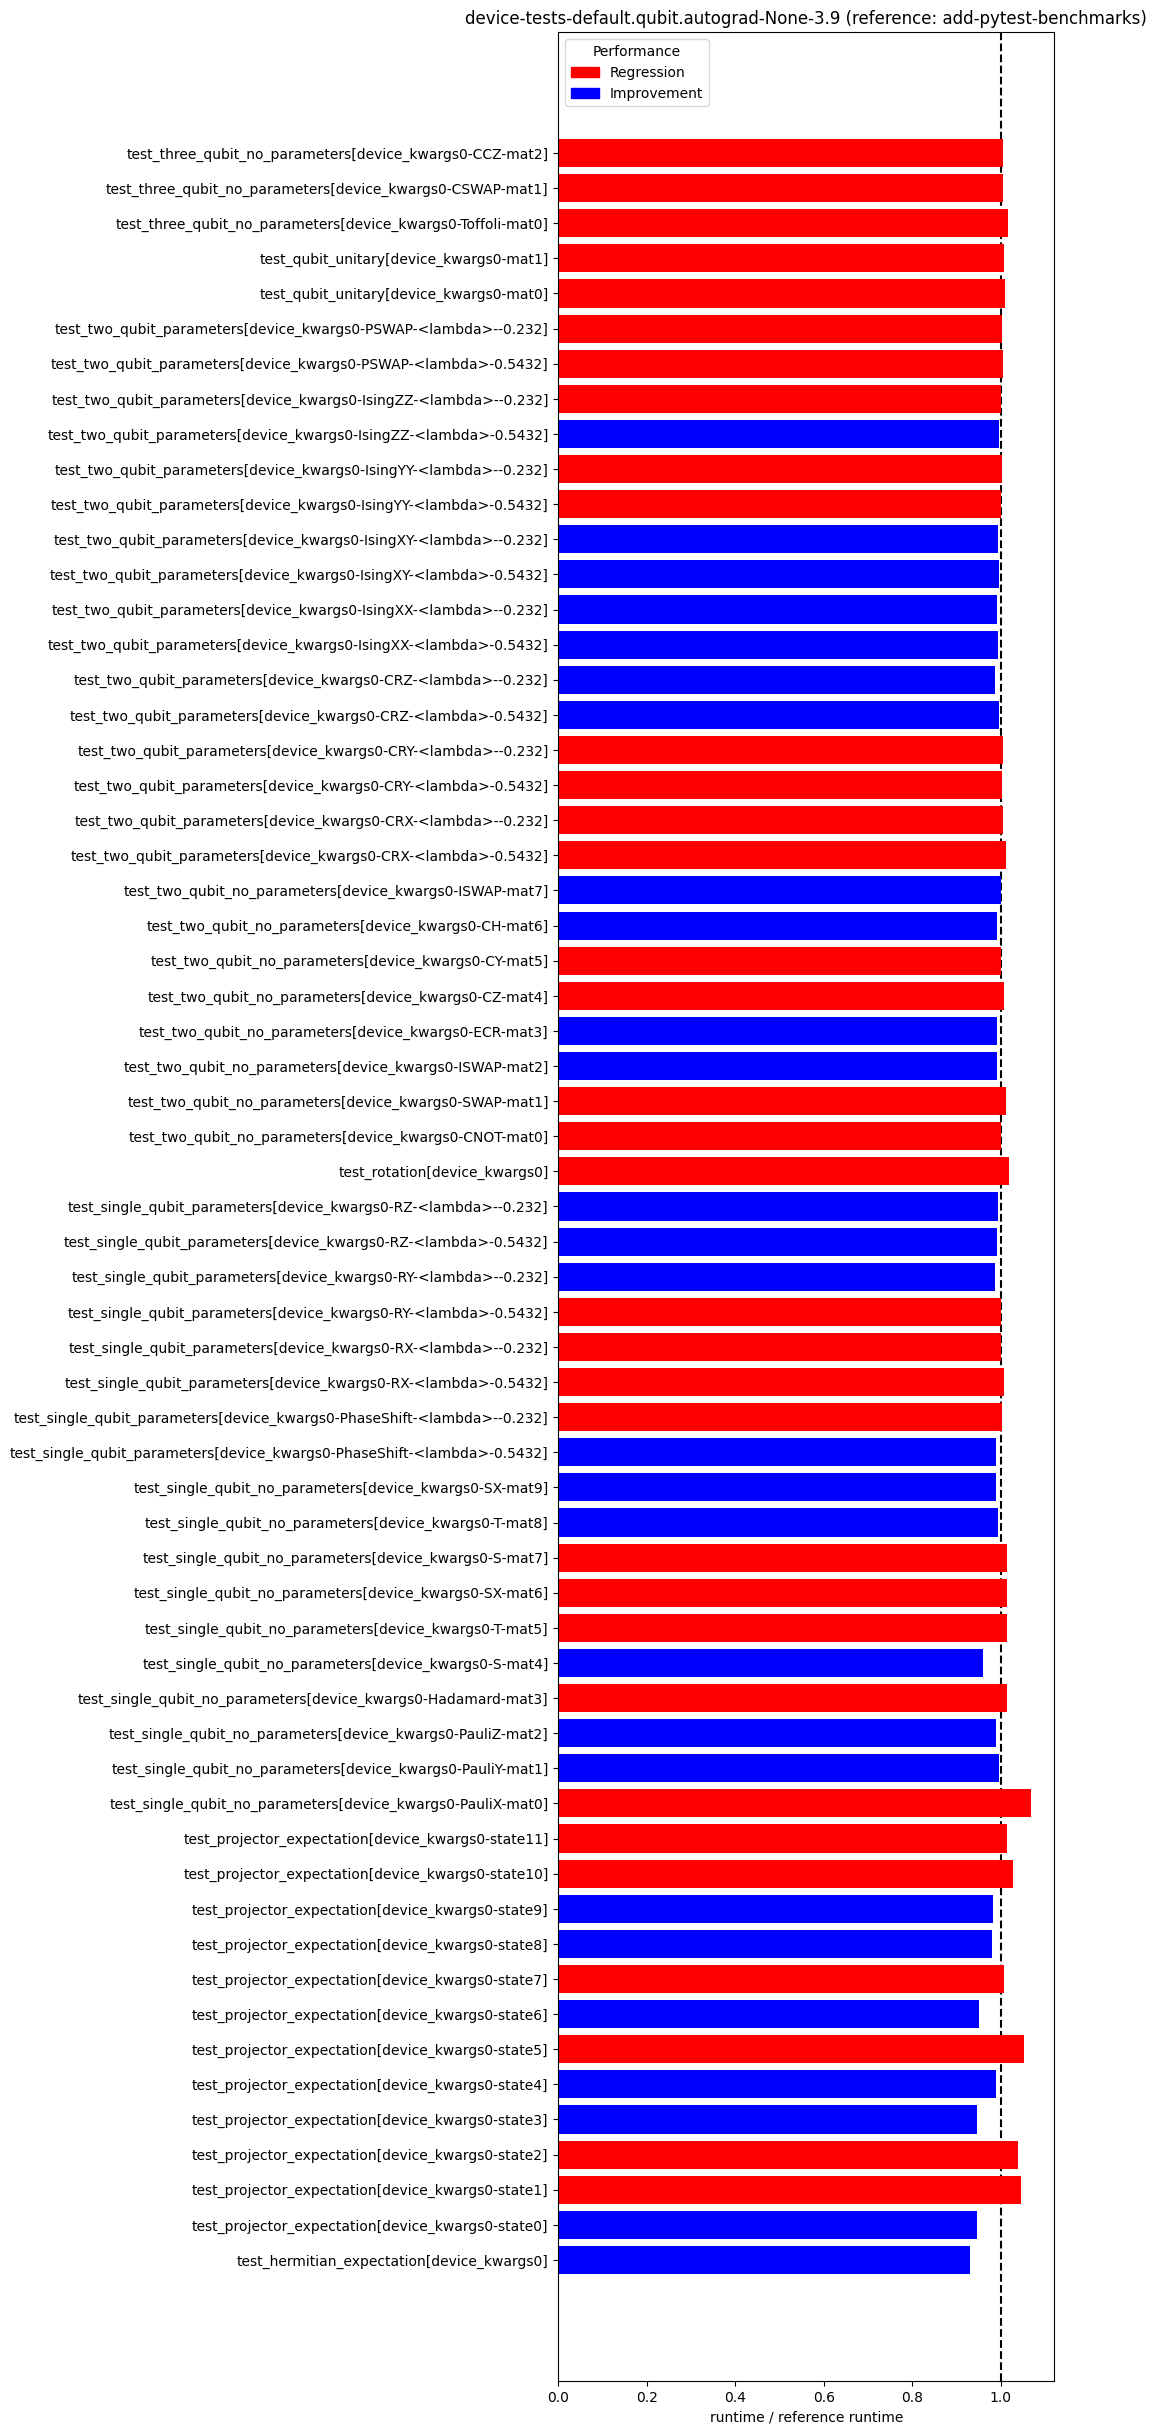 device-tests-default.qubit.autograd-None-3.9 (reference: add-pytest-benchmarks)
Performance
Regression
Improvement
test_three_qubit_no_parameters[device_kwargs0-CCZ-mat2]
test_three_qubit_no_parameters[device_kwargs0-CSWAP-mat1]
test_three_qubit_no_parameters[device_kwargs0-Toffoli-mat0]
test_qubit_unitary[device_kwargs0-mat1]
test_qubit_unitary[device_kwargs0-mat0]
test_two_qubit_parameters[device_kwargs0-PSWAP-<lambda>--0.232]
test_two_qubit_parameters[device_kwargs0-PSWAP-<lambda>-0.5432]
test_two_qubit_parameters[device_kwargs0-IsingZZ-<lambda>--0.232]
test_two_qubit_parameters[device_kwargs0-IsingZZ-<lambda>-0.5432]
test_two_qubit_parameters[device_kwargs0-IsingYY-<lambda>--0.232]
test_two_qubit_parameters[device_kwargs0-IsingYY-<lambda>-0.5432]
test_two_qubit_parameters[device_kwargs0-IsingXY-<lambda>--0.232]
test_two_qubit_parameters[device_kwargs0-IsingXY-<lambda>-0.5432]
test_two_qubit_parameters[device_kwargs0-IsingXX-<lambda>--0.232]
test_two_qubit_parameters[device_kwargs0-IsingXX-<lambda>-0.5432]
test_two_qubit_parameters[device_kwargs0-CRZ-<lambda>--0.232]
test_two_qubit_parameters[device_kwargs0-CRZ-<lambda>-0.5432]
test_two_qubit_parameters[device_kwargs0-CRY-<lambda>--0.232]
test_two_qubit_parameters[device_kwargs0-CRY-<lambda>-0.5432]
test_two_qubit_parameters[device_kwargs0-CRX-<lambda>--0.232]
test_two_qubit_parameters[device_kwargs0-CRX-<lambda>-0.5432]
test_two_qubit_no_parameters[device_kwargs0-ISWAP-mat7]
test_two_qubit_no_parameters[device_kwargs0-CH-mat6]
test_two_qubit_no_parameters[device_kwargs0-CY-mat5]
test_two_qubit_no_parameters[device_kwargs0-CZ-mat4]
test_two_qubit_no_parameters[device_kwargs0-ECR-mat3]
test_two_qubit_no_parameters[device_kwargs0-ISWAP-mat2]
test_two_qubit_no_parameters[device_kwargs0-SWAP-mat1]
test_two_qubit_no_parameters[device_kwargs0-CNOT-mat0]
test_rotation[device_kwargs0]
test_single_qubit_parameters[device_kwargs0-RZ-<lambda>--0.232]
test_single_qubit_parameters[device_kwargs0-RZ-<lambda>-0.5432]
test_single_qubit_parameters[device_kwargs0-RY-<lambda>--0.232]
test_single_qubit_parameters[device_kwargs0-RY-<lambda>-0.5432]
test_single_qubit_parameters[device_kwargs0-RX-<lambda>--0.232]
test_single_qubit_parameters[device_kwargs0-RX-<lambda>-0.5432]
test_single_qubit_parameters[device_kwargs0-PhaseShift-<lambda>--0.232]
test_single_qubit_parameters[device_kwargs0-PhaseShift-<lambda>-0.5432]
test_single_qubit_no_parameters[device_kwargs0-SX-mat9]
test_single_qubit_no_parameters[device_kwargs0-T-mat8]
test_single_qubit_no_parameters[device_kwargs0-S-mat7]
test_single_qubit_no_parameters[device_kwargs0-SX-mat6]
test_single_qubit_no_parameters[device_kwargs0-T-mat5]
test_single_qubit_no_parameters[device_kwargs0-S-mat4]
test_single_qubit_no_parameters[device_kwargs0-Hadamard-mat3]
test_single_qubit_no_parameters[device_kwargs0-PauliZ-mat2]
test_single_qubit_no_parameters[device_kwargs0-PauliY-mat1]
test_single_qubit_no_parameters[device_kwargs0-PauliX-mat0]
test_projector_expectation[device_kwargs0-state11]
test_projector_expectation[device_kwargs0-state10]
test_projector_expectation[device_kwargs0-state9]
test_projector_expectation[device_kwargs0-state8]
test_projector_expectation[device_kwargs0-state7]
test_projector_expectation[device_kwargs0-state6]
test_projector_expectation[device_kwargs0-state5]
test_projector_expectation[device_kwargs0-state4]
test_projector_expectation[device_kwargs0-state3]
test_projector_expectation[device_kwargs0-state2]
test_projector_expectation[device_kwargs0-state1]
test_projector_expectation[device_kwargs0-state0]
test_hermitian_expectation[device_kwargs0]
0.0 0.2 0.4 0.6 0.8 1.0
runtime / reference runtime